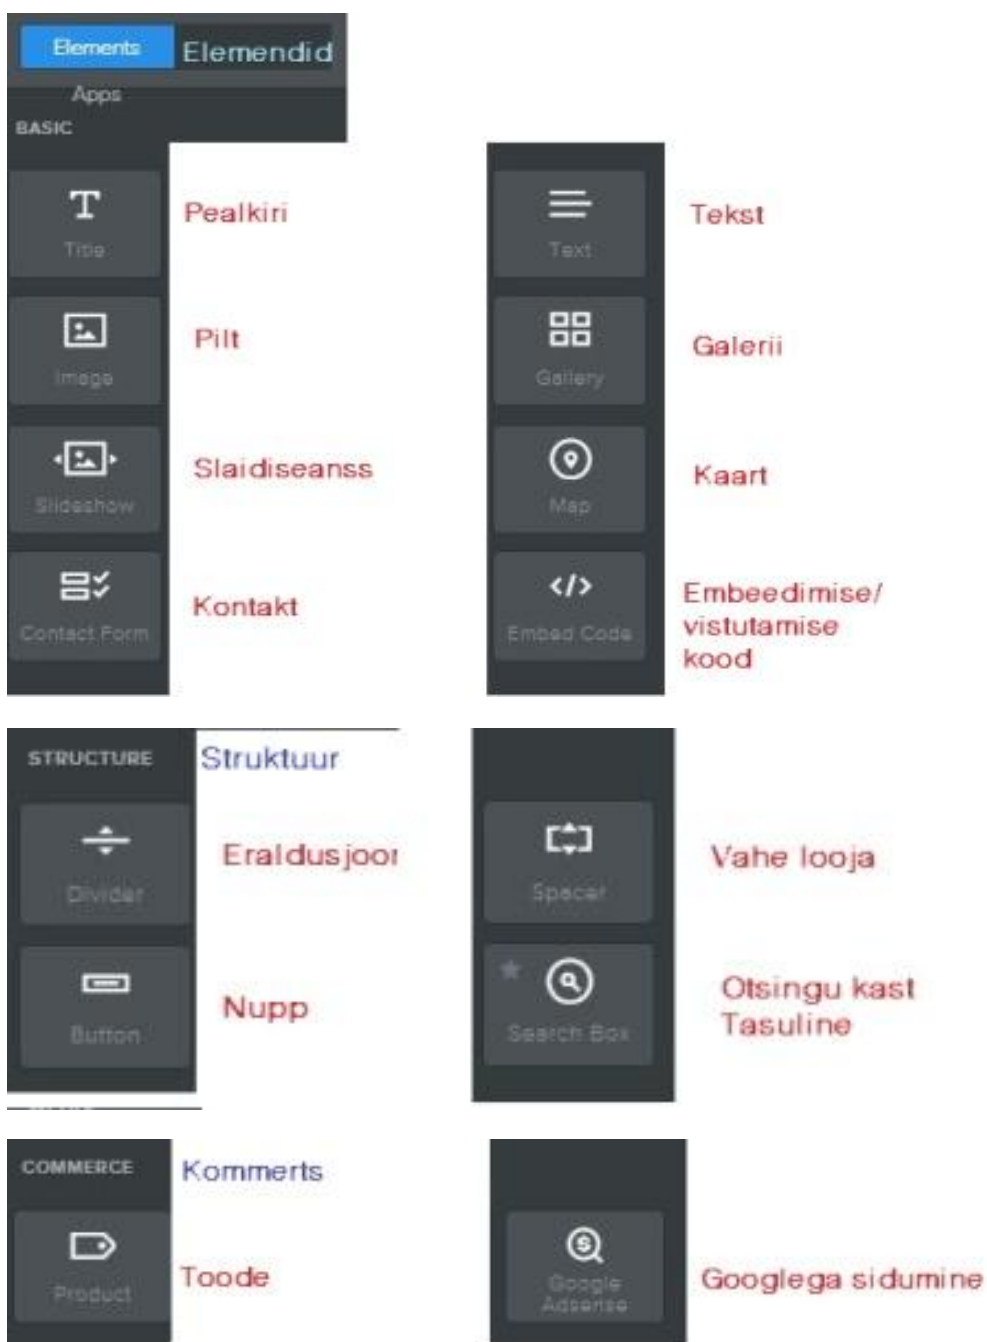 Elements Elemendid
Apps
BASIC
Title Pealkiri
Text Tekst
Image Pilt
Gallery Galerii
Slideshow Slaidiseanss
Map Kaart
Contact Form Kontakt
Embed Code Embeedimise/
vistutamise
kood
STRUCTURE Struktuur
Divider Eraldusjoor
Spacer Vahe looja
Button Nupp
Search Box Otsingu kast
Tasuline
COMMERCE Kommerts
Product Toode
Google
Adsense Googlega sidumine